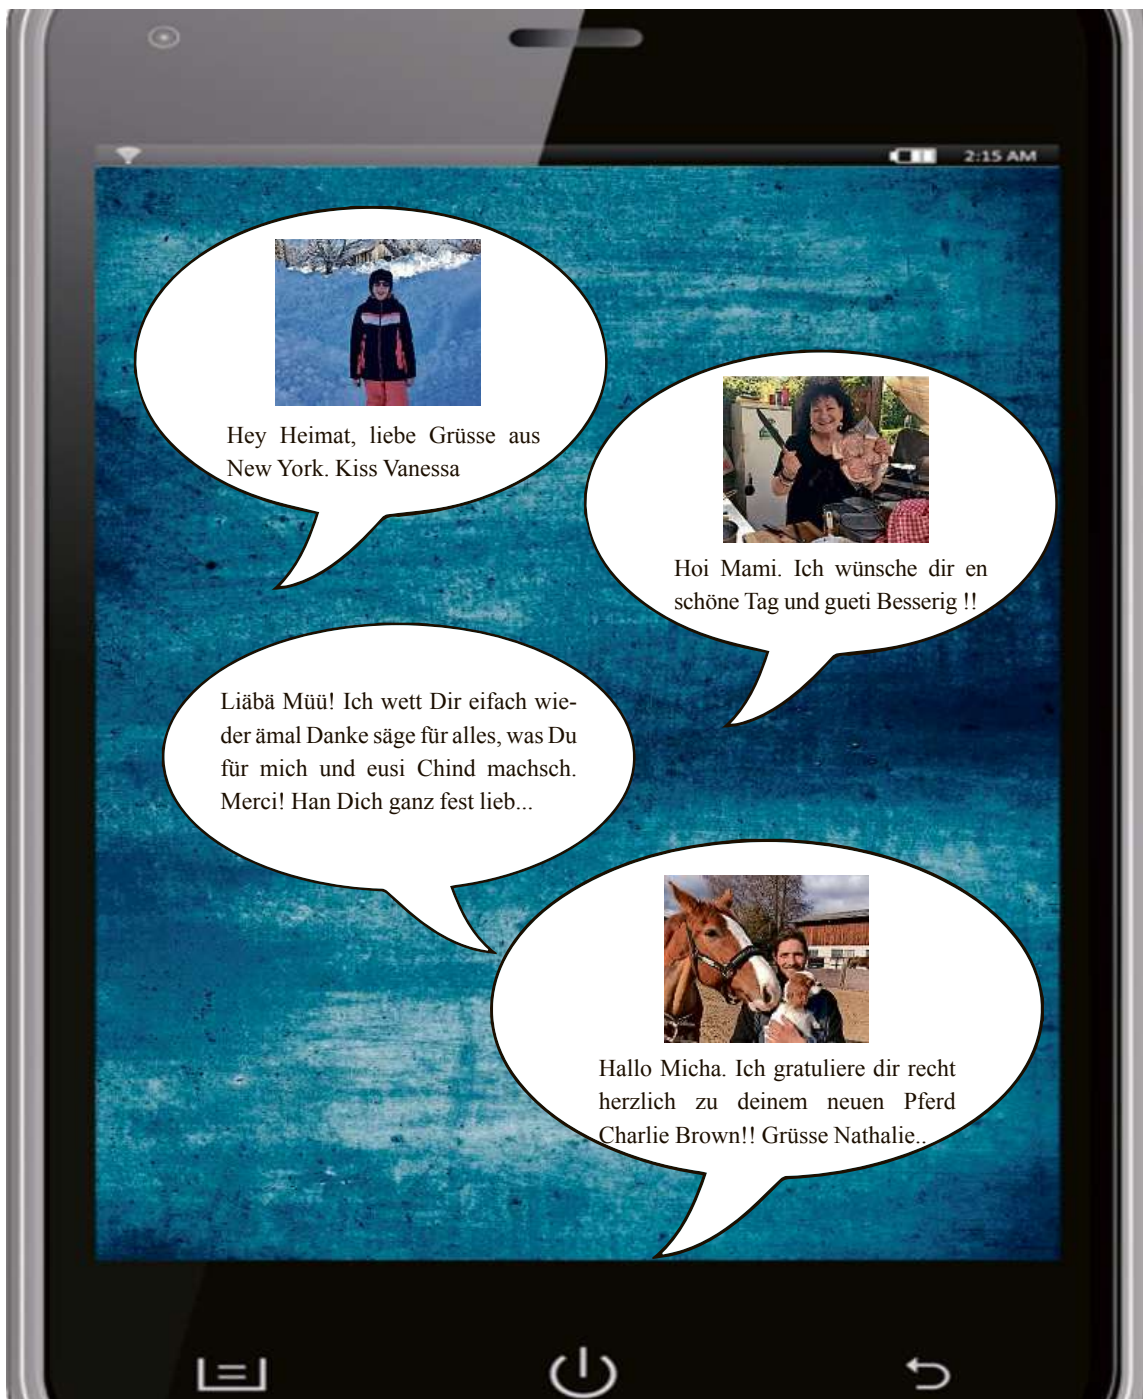 2:15 AM
Hey Heimat, liebe Grüsse aus
New York. Kiss Vanessa
Hoi Mami. Ich wünsche dir en
schöne Tag und gueti Besserig !!
Liäbä Müü! Ich wett Dir eifach wie-
der ämal Danke säge für alles, was Du
für mich und eusi Chind machsch.
Merci! Han Dich ganz fest lieb...
Hallo Micha. Ich gratuliere dir recht
herzlich zu deinem neuen Pferd
Charlie Brown!! Grüsse Nathalie..